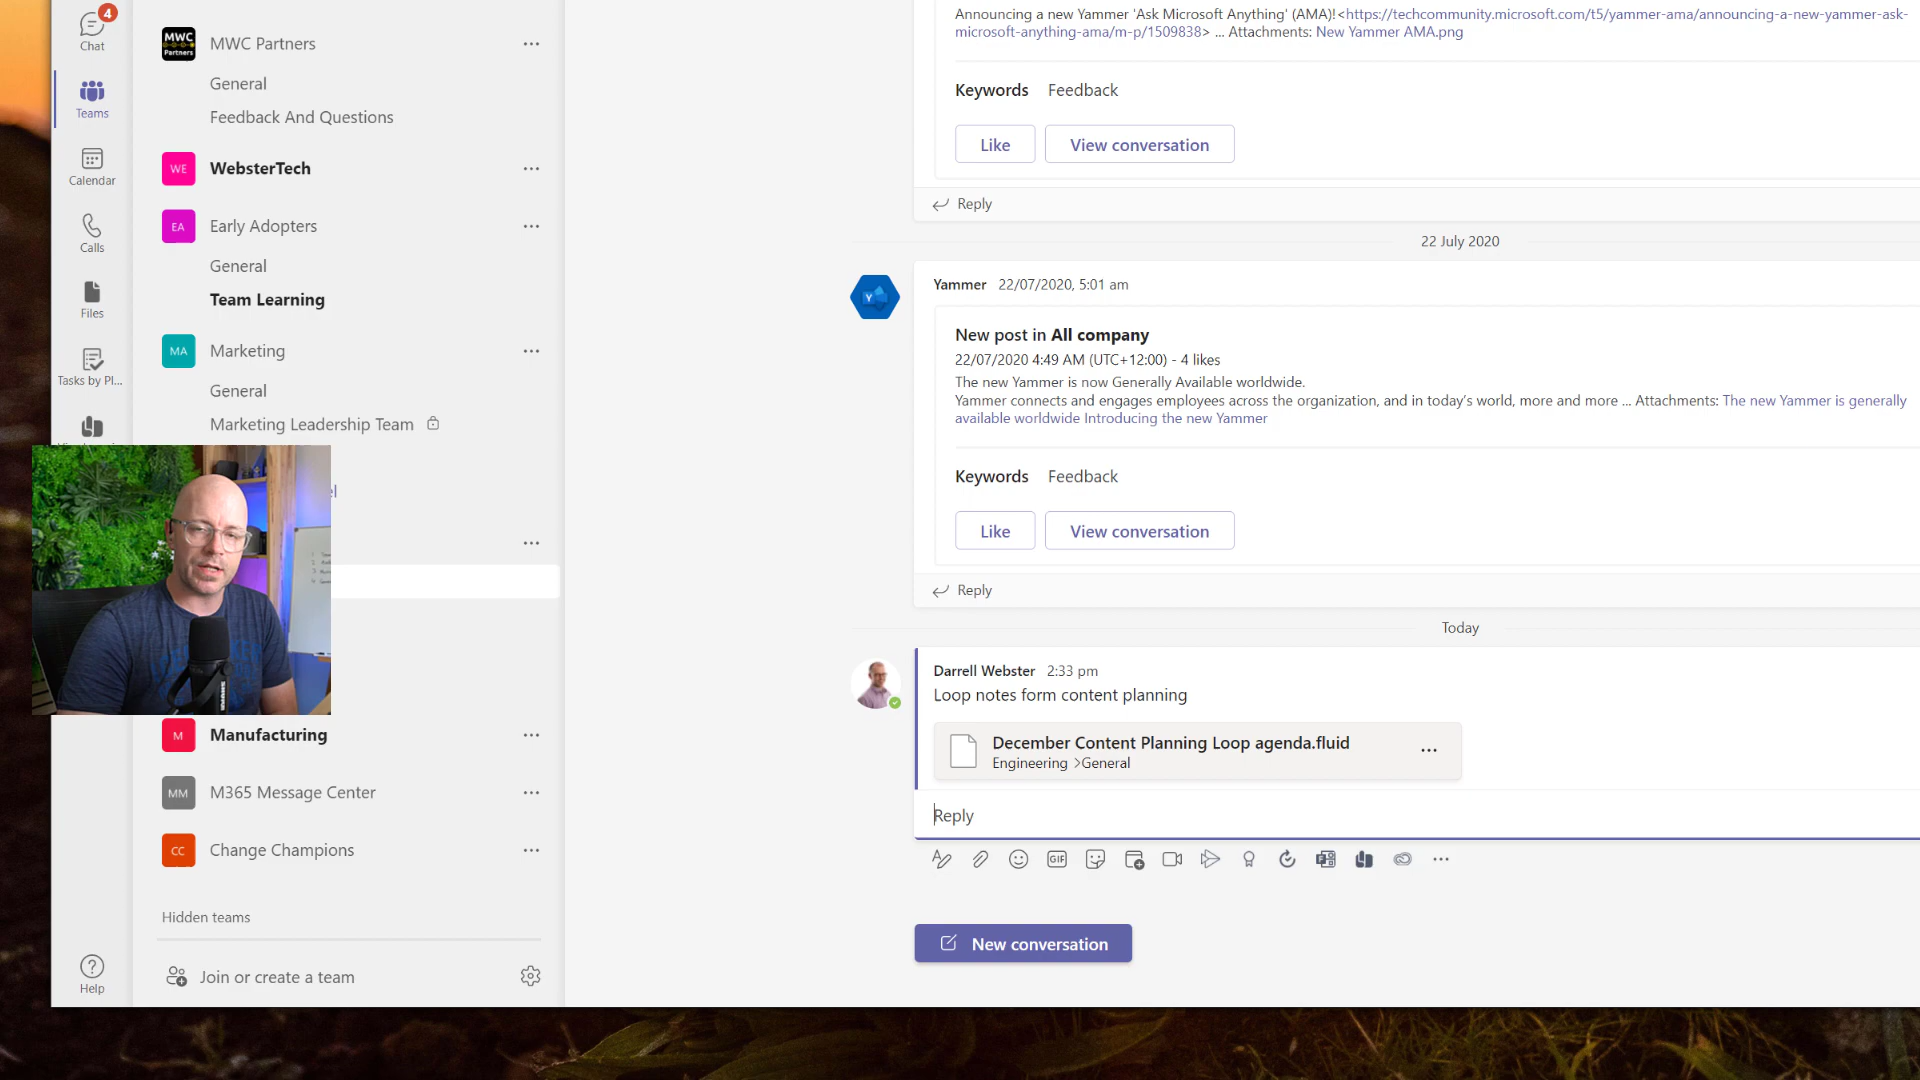 4
Chat
Teams
Calendar
Calls
Files
Tasks by Pl...
Help
MWC Partners
MWC Partners
General
Feedback And Questions
WE
WebsterTech
EA
Early Adopters
General
Team Learning
MA
Marketing
General
Marketing Leadership Team
M
Manufacturing
MM
M365 Message Center
CC
Change Champions
Hidden teams
Join or create a team
Announcing a new Yammer 'Ask Microsoft Anything' (AMA)!<https://techcommunity.microsoft.com/t5/yammer-ama/announcing-a-new-yammer-ask-
microsoft-anything-ama/m-p/1509838> ... Attachments: New Yammer AMA.png
Keywords Feedback
Like View conversation
Reply
22 July 2020
Yammer 22/07/2020, 5:01 am
New post in All company
22/07/2020 4:49 AM (UTC+12:00) - 4 likes
The new Yammer is now Generally Available worldwide.
Yammer connects and engages employees across the organization, and in today's world, more and more ... Attachments: The new Yammer is generally
available worldwide Introducing the new Yammer
Keywords Feedback
Like View conversation
Reply
Today
Darrell Webster 2:33 pm
Loop notes form content planning
December Content Planning Loop agenda.fluid
Engineering >General
Reply
GIF
New conversation